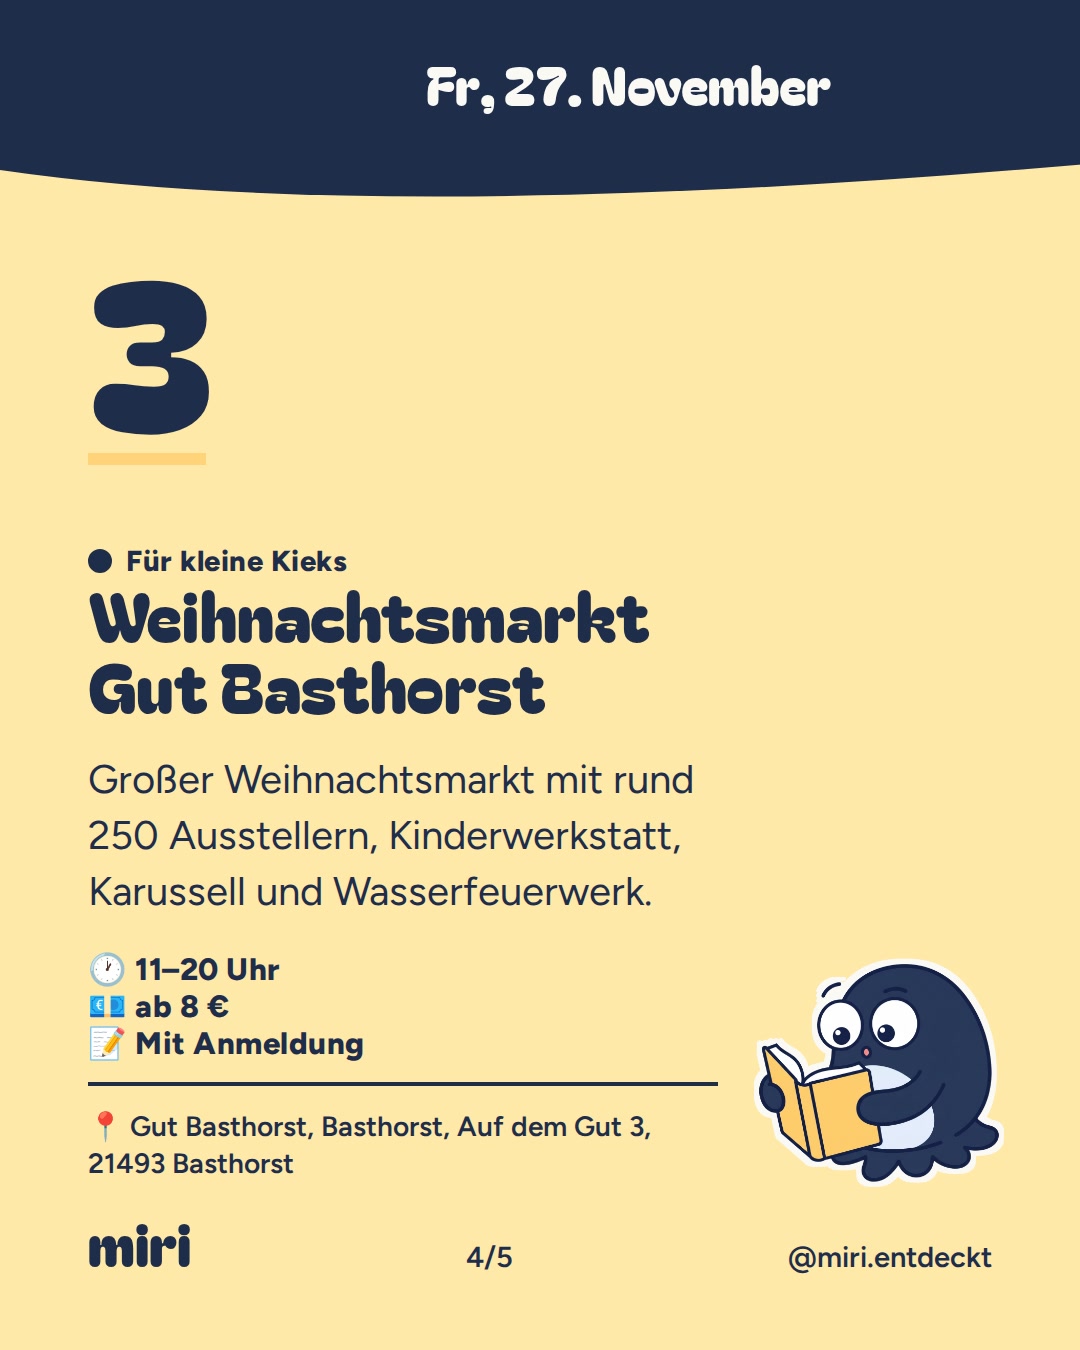 Fr, 27. November
3
Für kleine Kieks
Weihnachtsmarkt
Gut Basthorst
Großer Weihnachtsmarkt mit rund
250 Ausstellern, Kinderwerkstatt,
Karussell und Wasserfeuerwerk.
🕐 11–20 Uhr
💶 ab 8 €
📝 Mit Anmeldung
📍 Gut Basthorst, Basthorst, Auf dem Gut 3,
21493 Basthorst
miri
4/5
@miri.entdeckt